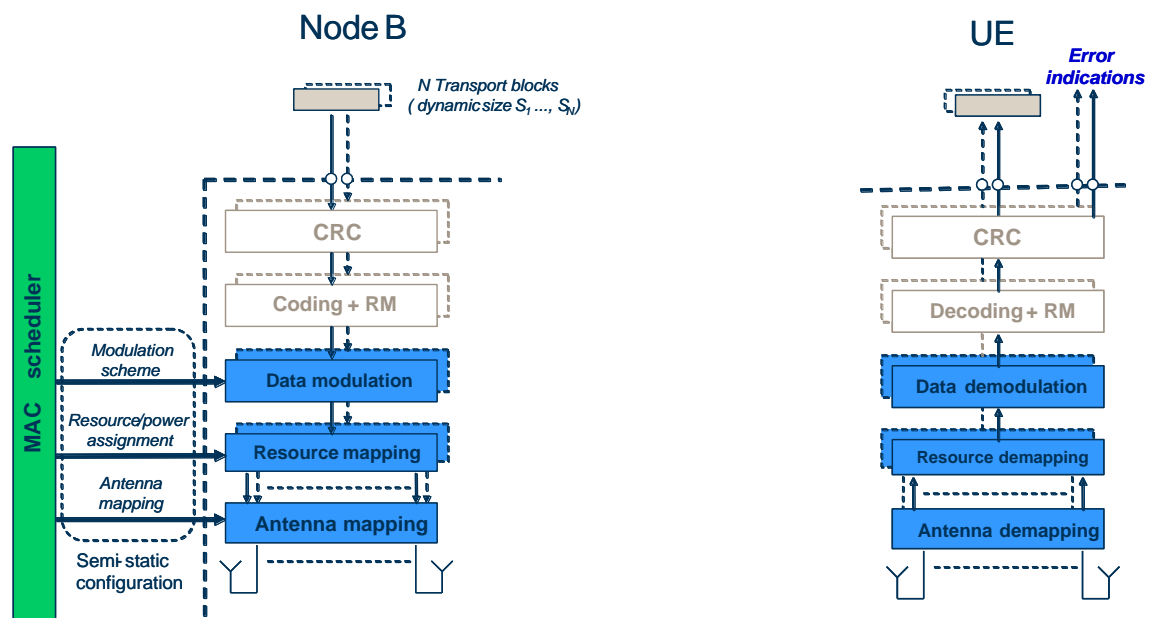 Node B
N Transport blocks
( dynamic size S1 ..., SN)
CRC
Coding + RM
Data modulation
Resource mapping
Antenna mapping
MAC scheduler
Modulation
scheme
Resource/power
assignment
Antenna
mapping
Semi-static
configuration
UE
Error
indications
CRC
Decoding + RM
Data demodulation
Resource demapping
Antenna demapping